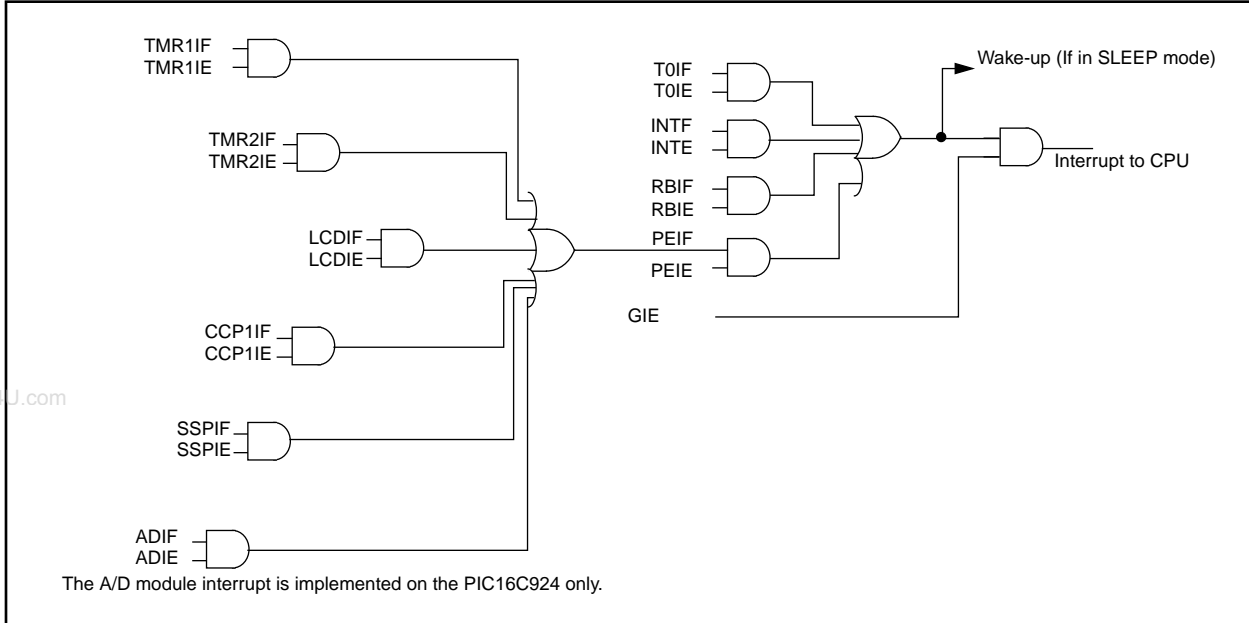 TMR1IF
TMR1IE
TMR2IF
TMR2IE
LCDIF
LCDIE
CCP1IF
CCP1IE
SSPIF
SSPIE
ADIF
ADIE
T0IF
T0IE
INTF
INTE
RBIF
RBIE
PEIF
PEIE
GIE
Wake-up (If in SLEEP mode)
Interrupt to CPU
4U.com
The A/D module interrupt is implemented on the PIC16C924 only.